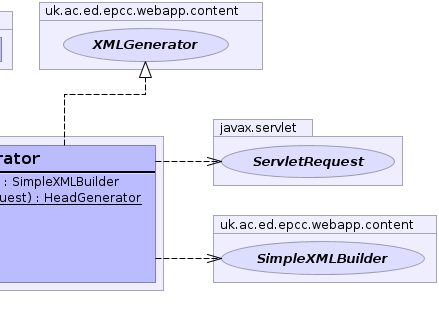 uk.ac.ed.epcc.webapp.content
XMLGenerator
javax.servlet
ServletRequest
rator
: SimpleXMLBuilder
uest) : HeadGenerator
uk.ac.ed.epcc.webapp.content
SimpleXMLBuilder